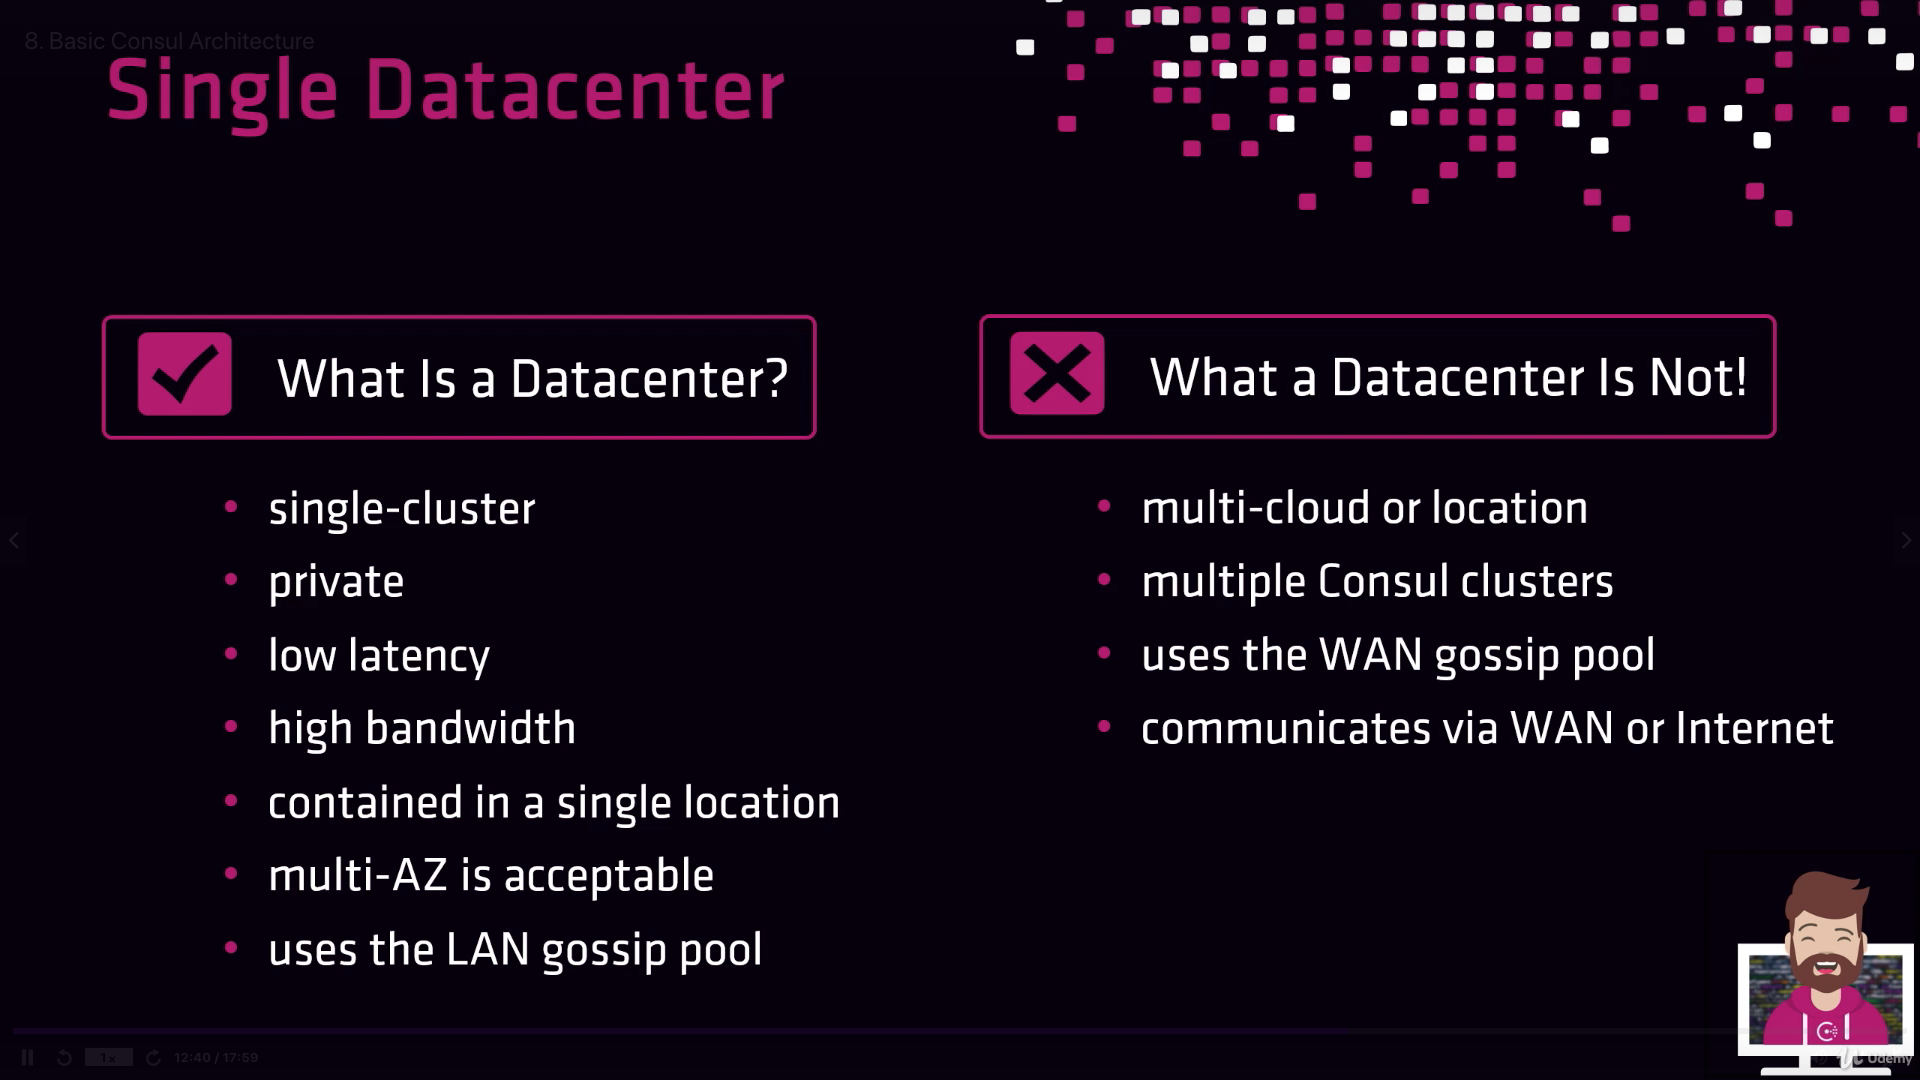 8. Basic Consul Architecture
Single Datacenter
What Is a Datacenter?
• single-cluster
• private
• low latency
• high bandwidth
• contained in a single location
• multi-AZ is acceptable
• uses the LAN gossip pool
What a Datacenter Is Not!
• multi-cloud or location
• multiple Consul clusters
• uses the WAN gossip pool
• communicates via WAN or Internet
1x
12:40 / 17:59
Udemy